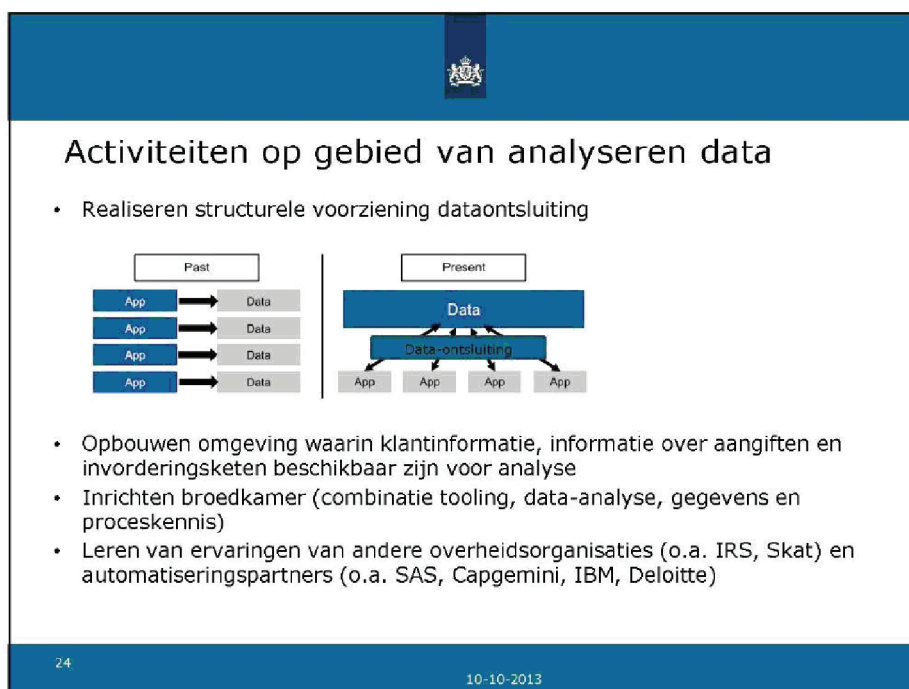 Activiteiten op gebied van analyseren data
• Realiseren structurele voorziening dataontsluiting
Past
App
Data
App
Data
App
Data
App
Data
Present
Data
Data-ontsluiting
App
App
App
App
• Opbouwen omgeving waarin klantinformatie, informatie over aangiften en
invorderingsketen beschikbaar zijn voor analyse
• Inrichten broedkamer (combinatie tooling, data-analyse, gegevens en
proceskennis)
• Leren van ervaringen van andere overheidsorganisaties (o.a. IRS, Skat) en
automatiseringspartners (o.a. SAS, Capgemini, IBM, Deloitte)
24
10-10-2013